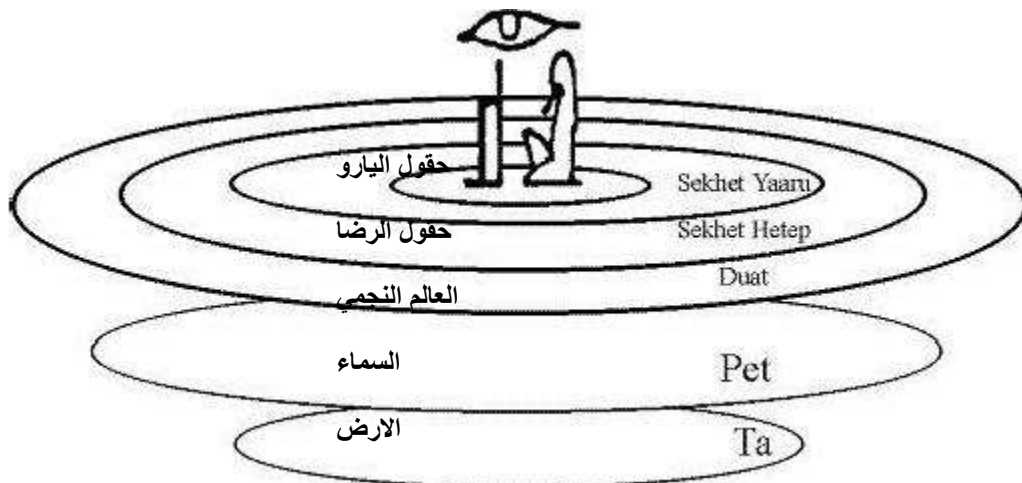 حقول اليارو
Sekhet Yaaru
حقول الرضا
Sekhet Hetep
Duat
العالم النجمي
السماء
Pet
الارض
Ta